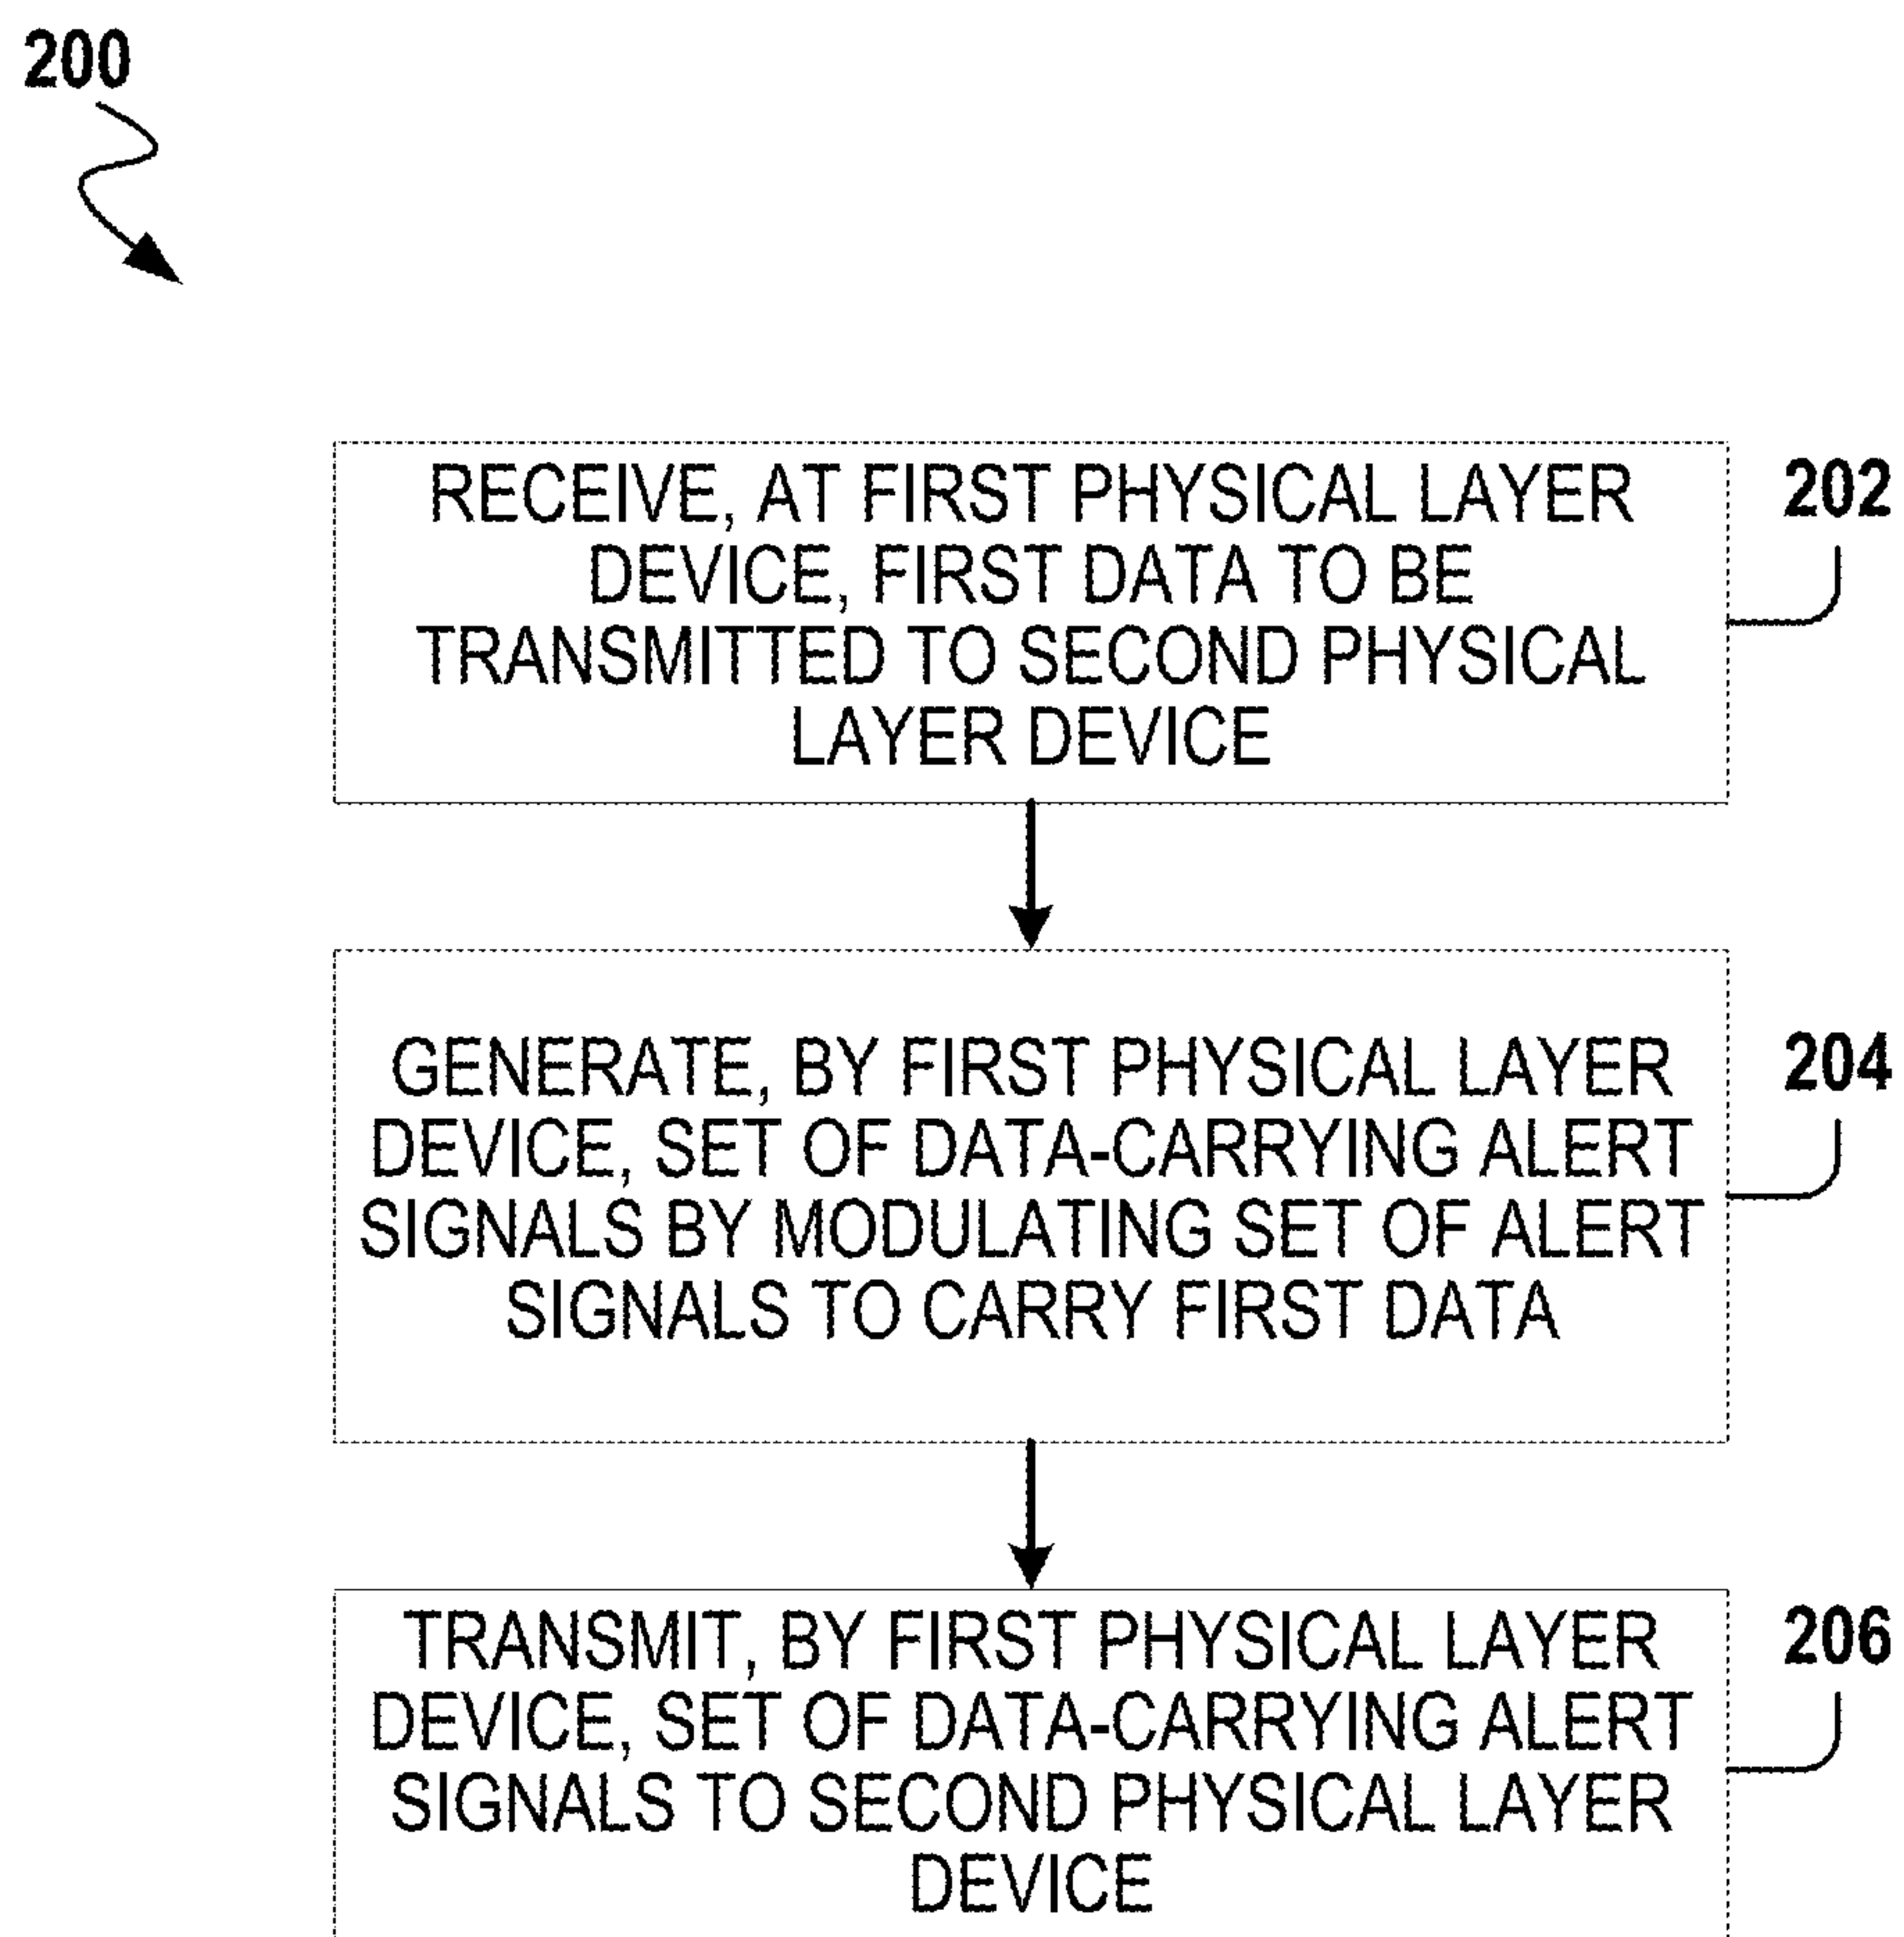 200
RECEIVE, AT FIRST PHYSICAL LAYER
DEVICE, FIRST DATA TO BE
TRANSMITTED TO SECOND PHYSICAL
LAYER DEVICE
202
GENERATE, BY FIRST PHYSICAL LAYER
DEVICE, SET OF DATA-CARRYING ALERT
SIGNALS BY MODULATING SET OF ALERT
SIGNALS TO CARRY FIRST DATA
204
TRANSMIT, BY FIRST PHYSICAL LAYER
DEVICE, SET OF DATA-CARRYING ALERT
SIGNALS TO SECOND PHYSICAL LAYER
DEVICE
206